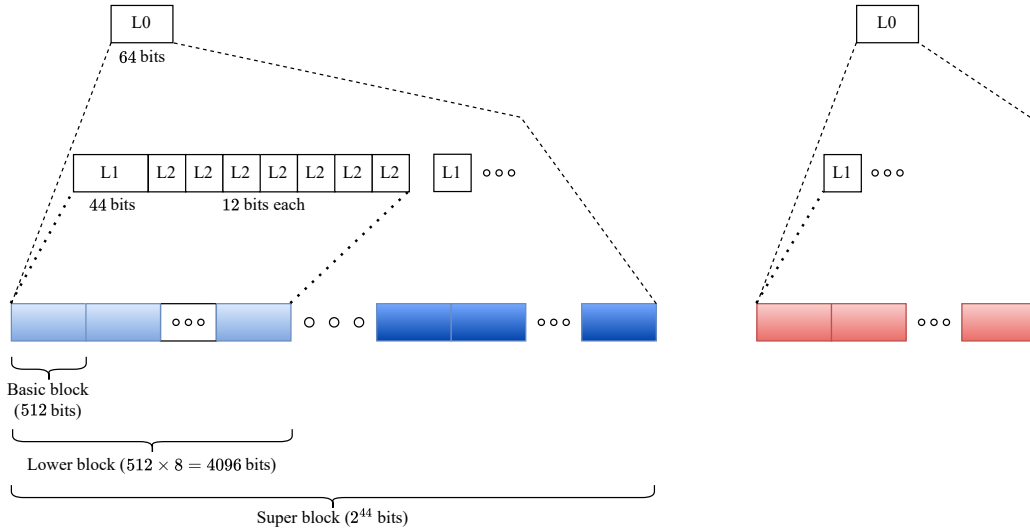 L0 L0
64 bits
L1 L2 L2 L2 L2 L2 L2 L2 L1 L1
44 bits 12 bits each
Basic block
(512 bits)
Lower block (512 × 8 = 4096 bits)
Super block (2^44 bits)